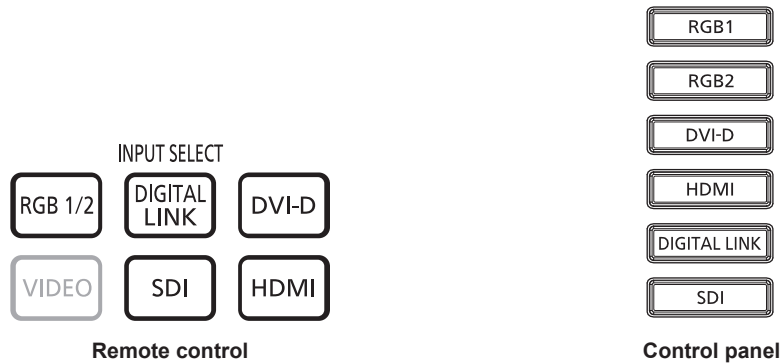 INPUT SELECT
RGB 1/2
DIGITAL
LINK
DVI-D
VIDEO
SDI
HDMI
Remote control
RGB1
RGB2
DVI-D
HDMI
DIGITAL LINK
SDI
Control panel